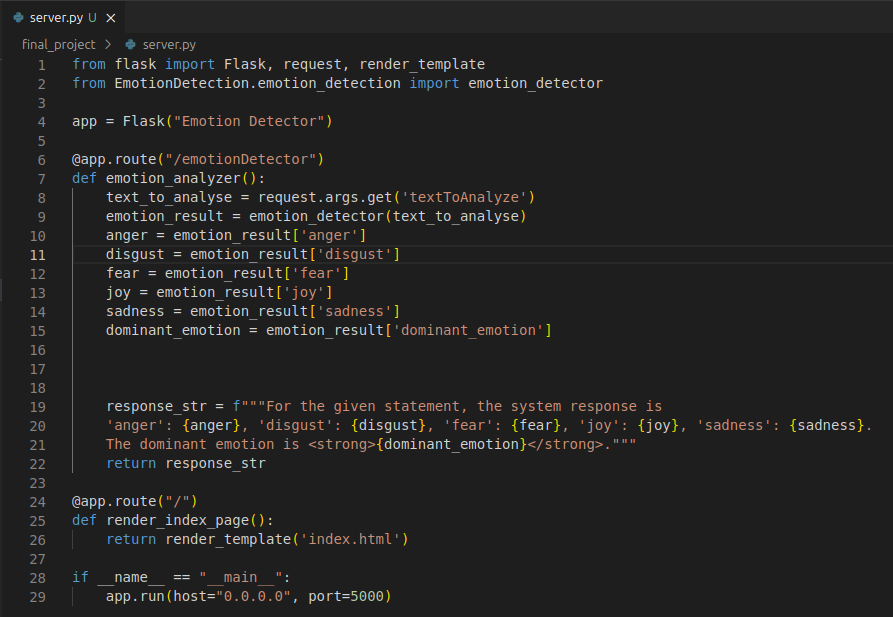 server.py U ×
final_project > server.py
1 from flask import Flask, request, render_template
2 from EmotionDetection.emotion_detection import emotion_detector
3
4 app = Flask("Emotion Detector")
5
6 @app.route("/emotionDetector")
7 def emotion_analyzer():
8     text_to_analyse = request.args.get('textToAnalyze')
9     emotion_result = emotion_detector(text_to_analyse)
10     anger = emotion_result['anger']
11     disgust = emotion_result['disgust']
12     fear = emotion_result['fear']
13     joy = emotion_result['joy']
14     sadness = emotion_result['sadness']
15     dominant_emotion = emotion_result['dominant_emotion']
16
17
18
19     response_str = f"""For the given statement, the system response is
20     'anger': {anger}, 'disgust': {disgust}, 'fear': {fear}, 'joy': {joy}, 'sadness': {sadness}.
21     The dominant emotion is <strong>{dominant_emotion}</strong>."""
22     return response_str
23
24 @app.route("/")
25 def render_index_page():
26     return render_template('index.html')
27
28 if __name__ == "__main__":
29     app.run(host="0.0.0.0", port=5000)